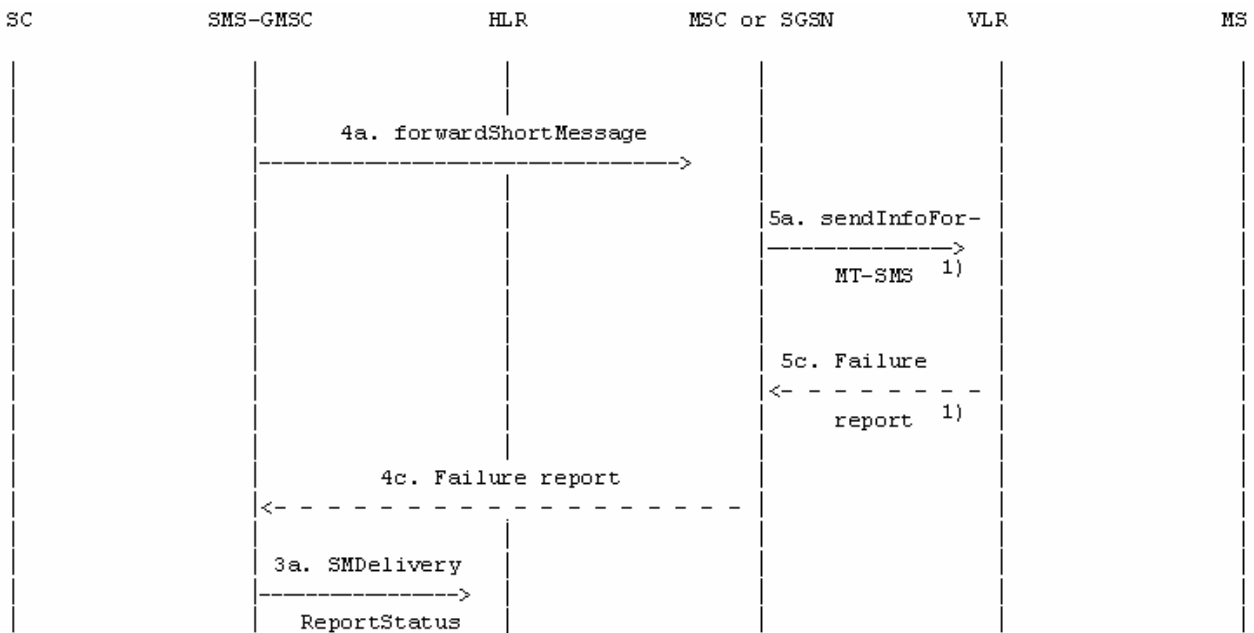 SC SMS-GMSC HLR MSC or SGSN VLR MS
4a. forwardShortMessage
5a. sendInfoFor-
MT-SMS 1)
5c. Failure
report 1)
4c. Failure report
3a. SMDelivery
ReportStatus